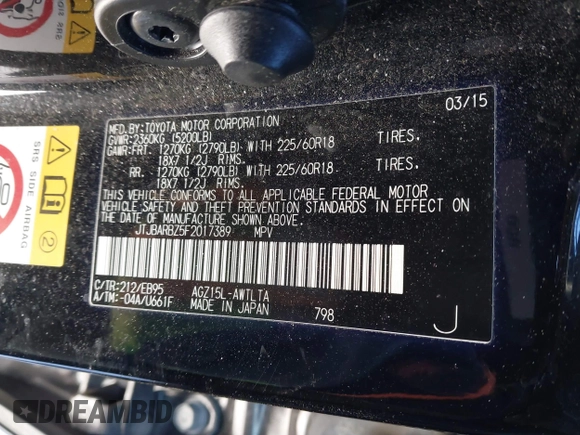 03/15
MFD.BY:TOYOTA MOTOR CORPORATION
GVWR:2360KG (5200LB)
GAWR:FRT. 1270KG (2790LB) WITH 225/60R18 TIRES.
18X7 1/2J RIMS.
RR. 1270KG (2790LB) WITH 225/60R18 TIRES.
18X7 1/2J RIMS.
THIS VEHICLE CONFORMS TO ALL APPLICABLE FEDERAL MOTOR
VEHICLE SAFETY AND THEFT PREVENTION STANDARDS IN EFFECT ON
THE DATE OF MANUFACTURE SHOWN ABOVE.
JTJBARBZ5F2017389 MPV
C/TR:212/EB95 AGZ15L-AWTLTA
A/TM:-04A/U661F MADE IN JAPAN 798 J
SRS SIDE AIRBAG
2
DREAMBID